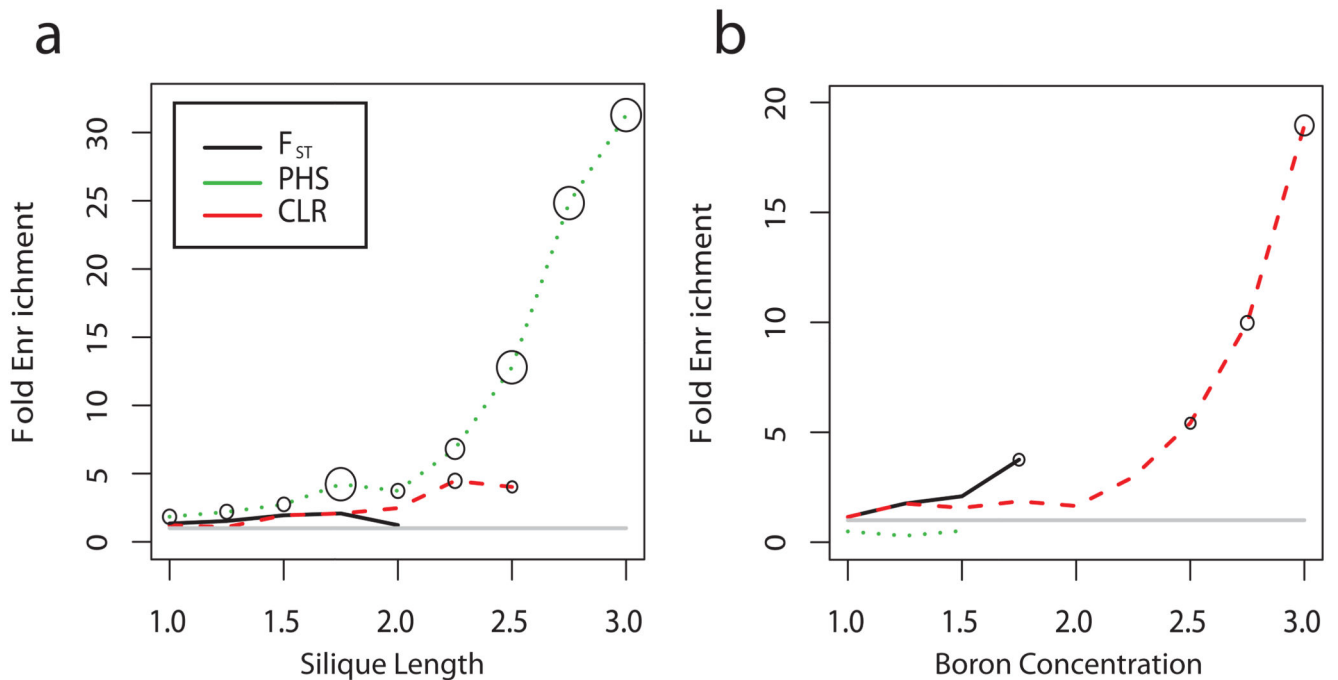 a
Fold Enr ichment
30
25
20
15
10
5
0
F_ST
PHS
CLR
1.0 1.5 2.0 2.5 3.0
Silique Length
b
Fold Enr ichment
20
15
10
5
0
1.0 1.5 2.0 2.5 3.0
Boron Concentration